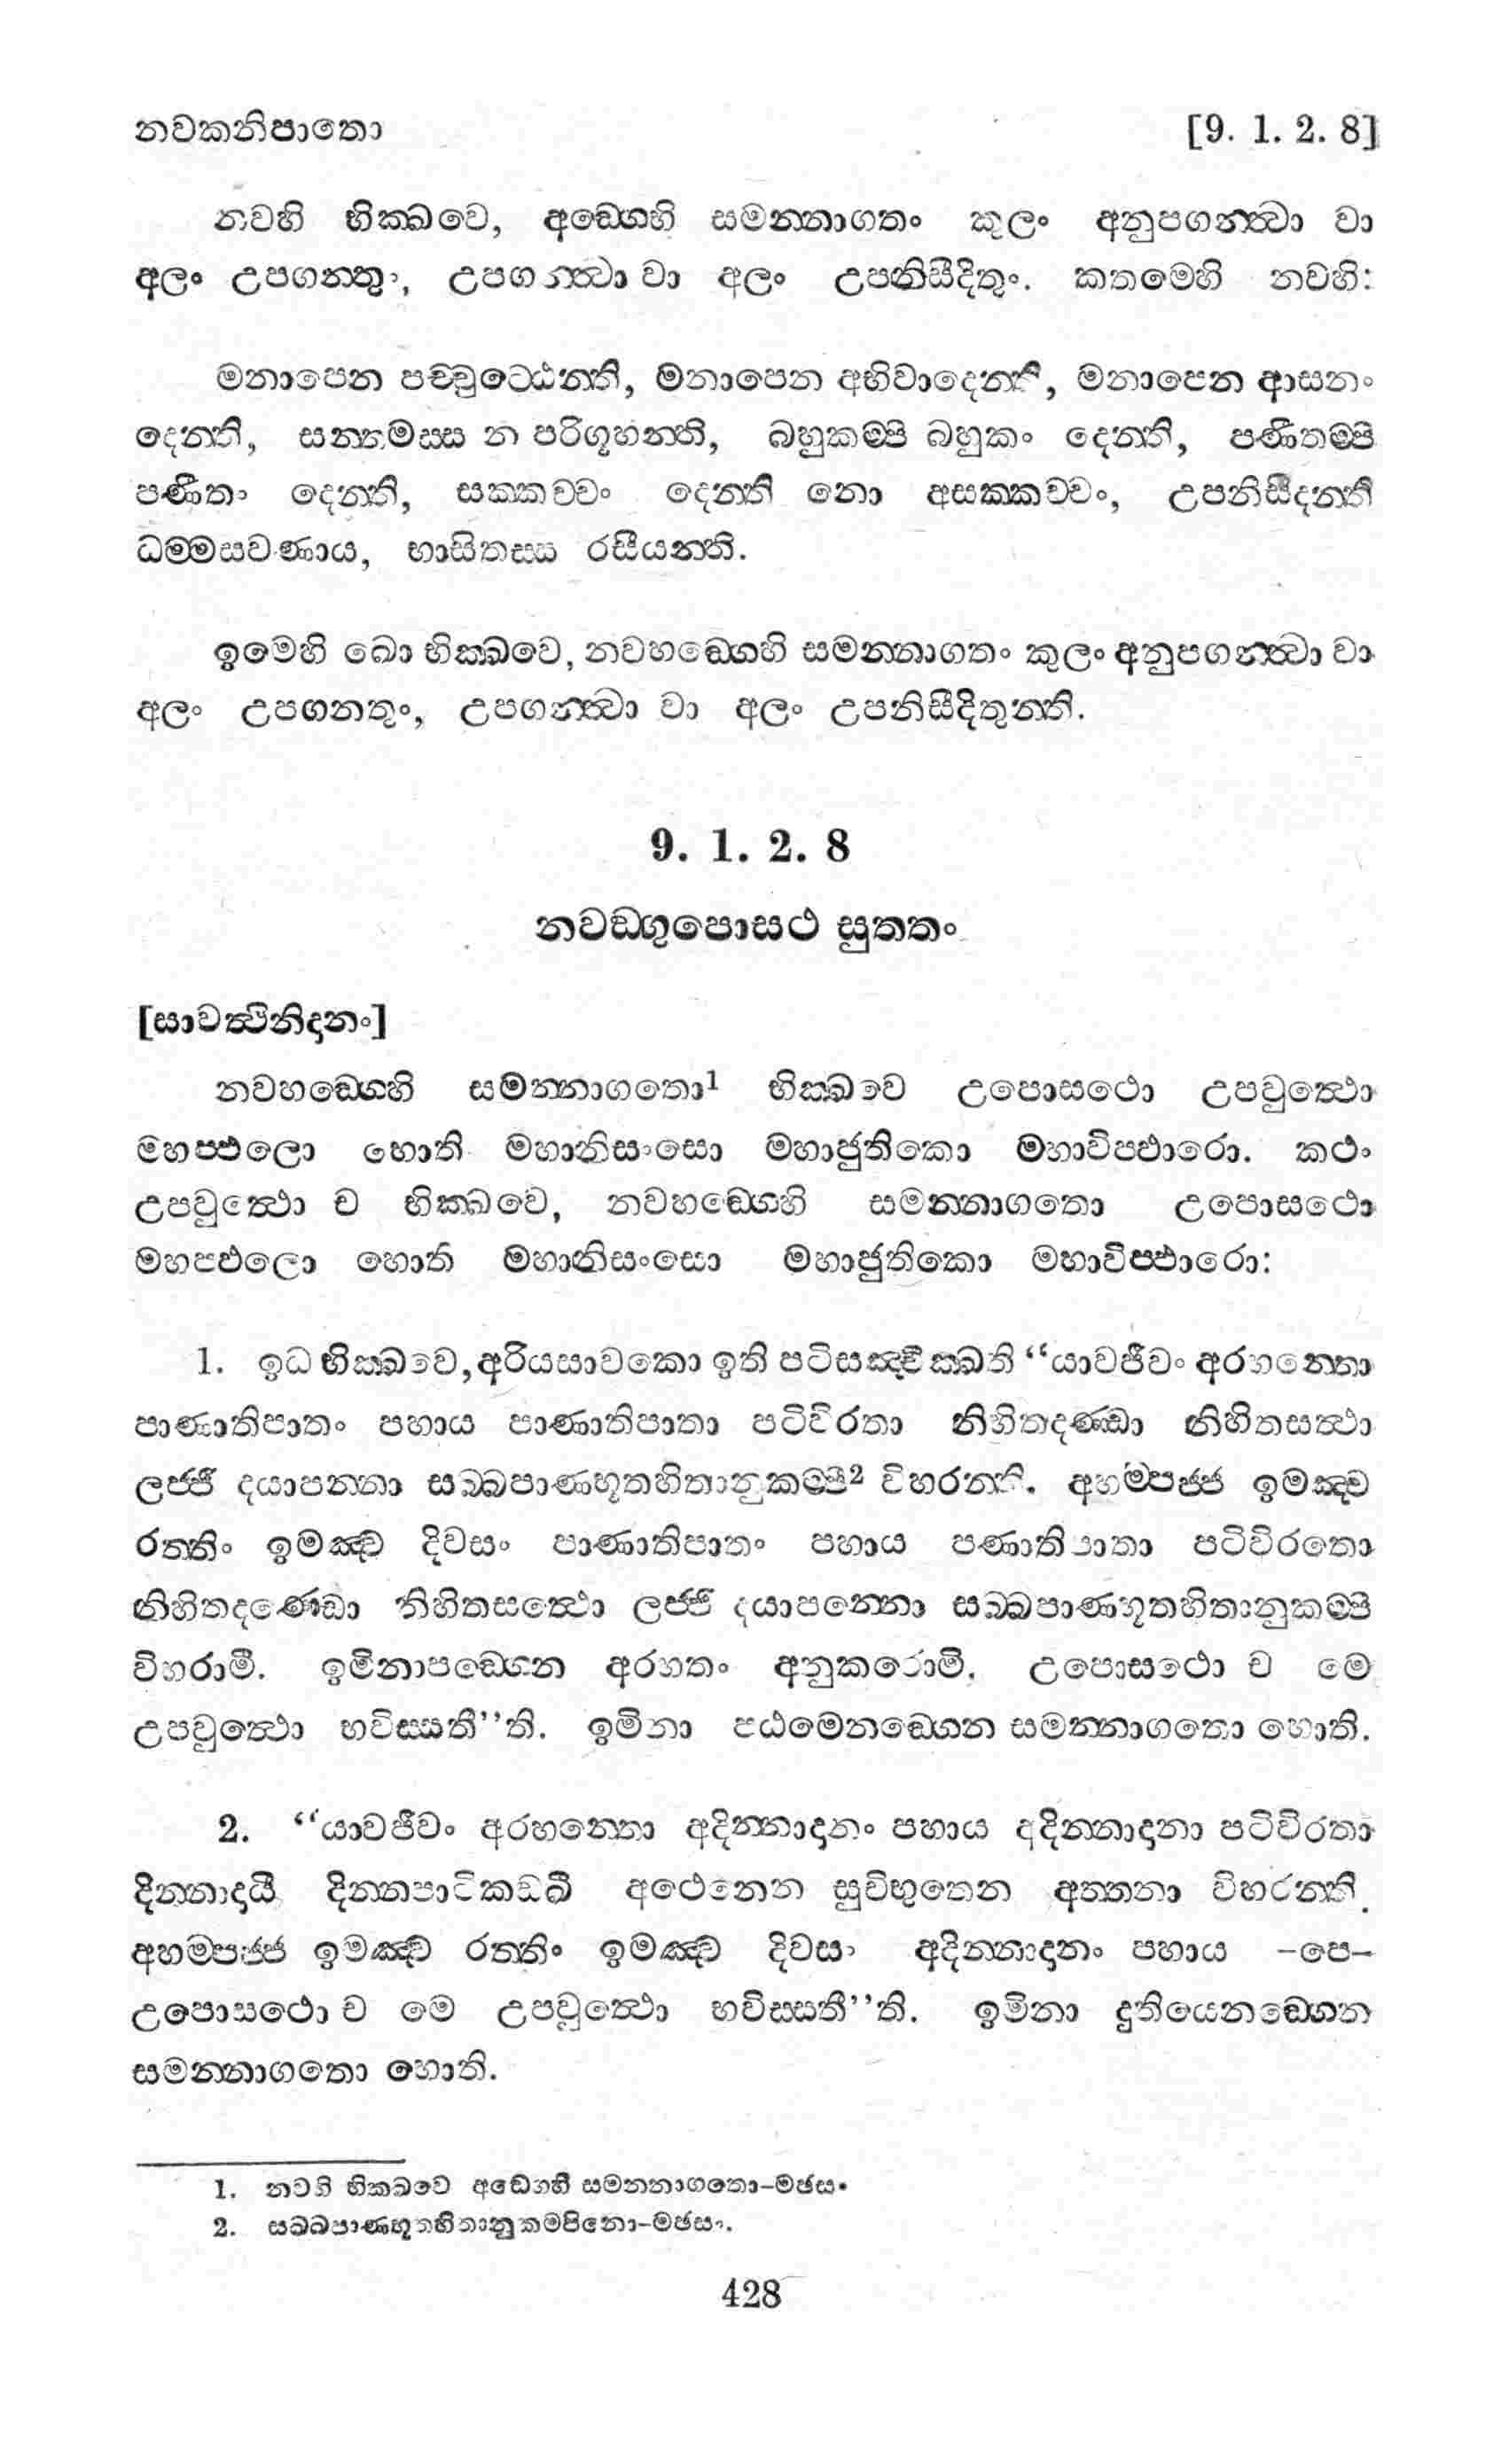 නවකනිපාතො [9. 1. 2. 8]
නවහි භික්ඛවෙ, අඞ්ගෙහි සමන්නාගතං කුලං අනුපගන්ත්වා වා
අලං උපගන්තුං, උපගන්ත්වා වා අලං උපනිසීදිතුං. කතමෙහි නවහි:
මනාපෙන පච්චුට්ඨෙන්ති, මනාපෙන අභිවාදෙන්ති, මනාපෙන ආසනං
දෙන්ති, සන්තමස්ස න පරිගූහන්ති, බහුකම්පි බහුකං දෙන්ති, පණීතම්පි
පණීතං දෙන්ති, සක්කච්චං දෙන්ති නො අසක්කච්චං, උපනිසීදන්ති
ධම්මසවණාය, භාසිතස්ස රසීයන්ති.
ඉමෙහි ඛො භික්ඛවෙ, නවහඞ්ගෙහි සමන්නාගතං කුලං අනුපගන්ත්වා වා
අලං උපගනතුං, උපගන්ත්වා වා අලං උපනිසීදිතුන්ති.
9. 1. 2. 8
නවඞ්ගුපොසථ සුත්තං
[සාවත්ථිනිදානං]
නවහඞ්ගෙහි සමන්නාගතො1 භික්ඛවෙ උපොසථො උපවුත්ථො
මහප්ඵලො හොති මහානිසංසො මහාජුතිකො මහාවිප්ඵාරො. කථං
උපවුත්ථො ච භික්ඛවෙ, නවහඞ්ගෙහි සමන්නාගතො උපොසථො
මහප්ඵලො හොති මහානිසංසො මහාජුතිකො මහාවිප්ඵාරො:
1. ඉධ භික්ඛවෙ, අරියසාවකො ඉති පටිසඤ්චික්ඛති “යාවජීවං අරහන්තො
පාණාතිපාතං පහාය පාණාතිපාතා පටිවිරතා නිහිතදණ්ඩා නිහිතසත්ථා
ලජ්ජී දයාපන්නා සබ්බපාණභූතහිතානුකම්පී2 විහරන්ති. අහම්පජ්ජ ඉමඤ්ච
රත්තිං ඉමඤ්ච දිවසං පාණාතිපාතං පහාය පණාතිපාතා පටිවිරතො
නිහිතදණ්ඩො නිහිතසත්ථො ලජ්ජී දයාපන්නො සබ්බපාණභූතහිතානුකම්පී
විහරාමි. ඉමිනාපඞ්ගෙන අරහතං අනුකරොමි, උපොසථො ච මෙ
උපවුත්ථො භවිස්සතී”ති. ඉමිනා පඨමෙනඞ්ගෙන සමන්නාගතො හොති.
2. “යාවජීවං අරහන්තො අදින්නාදානං පහාය අදින්නාදානා පටිවිරතා
දින්නාදායී දින්නපාටිකඞ්ඛී අථෙනෙන සුචිභුතෙන අත්තනා විහරන්ති.
අහම්පජ්ජ ඉමඤ්ච රත්තිං ඉමඤ්ච දිවසං අදින්නාදානං පහාය –පෙ–
උපොසථො ච මෙ උපවුත්ථො භවිස්සතී”ති. ඉමිනා දුතියෙනඞ්ගෙන
සමන්නාගතො හොති.
1. නවහි භික්ඛවෙ අඞ්ගෙහි සමන්නාගතො–මඡසං
2. සබ්බපාණභූතහිතානුකම්පිනො–මඡසං.
428